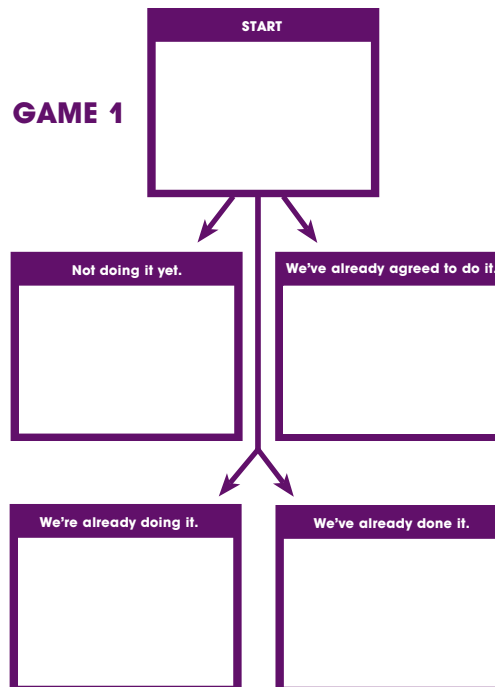 START
GAME 1
Not doing it yet.
We've already agreed to do it.
We're already doing it.
We've already done it.